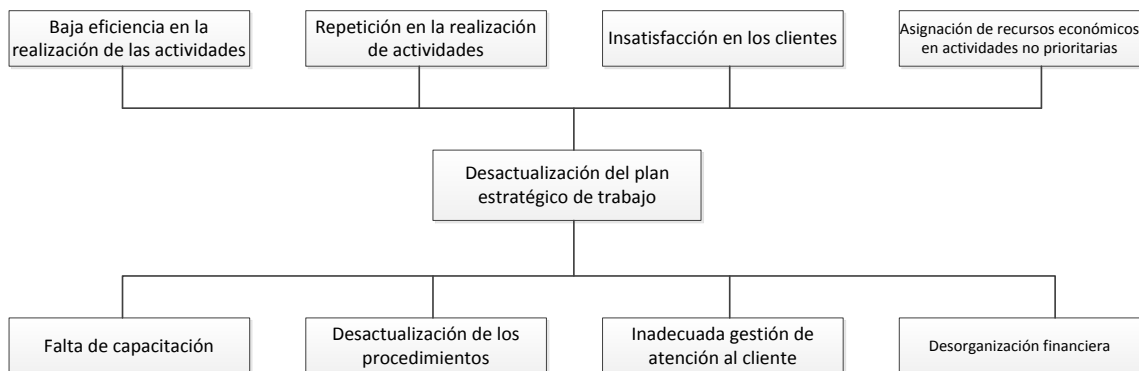 Baja eficiencia en la
realización de las actividades
Repetición en la realización
de actividades
Insatisfacción en los clientes
Asignación de recursos económicos
en actividades no prioritarias
Desactualización del plan
estratégico de trabajo
Falta de capacitación
Desactualización de los
procedimientos
Inadecuada gestión de
atención al cliente
Desorganización financiera